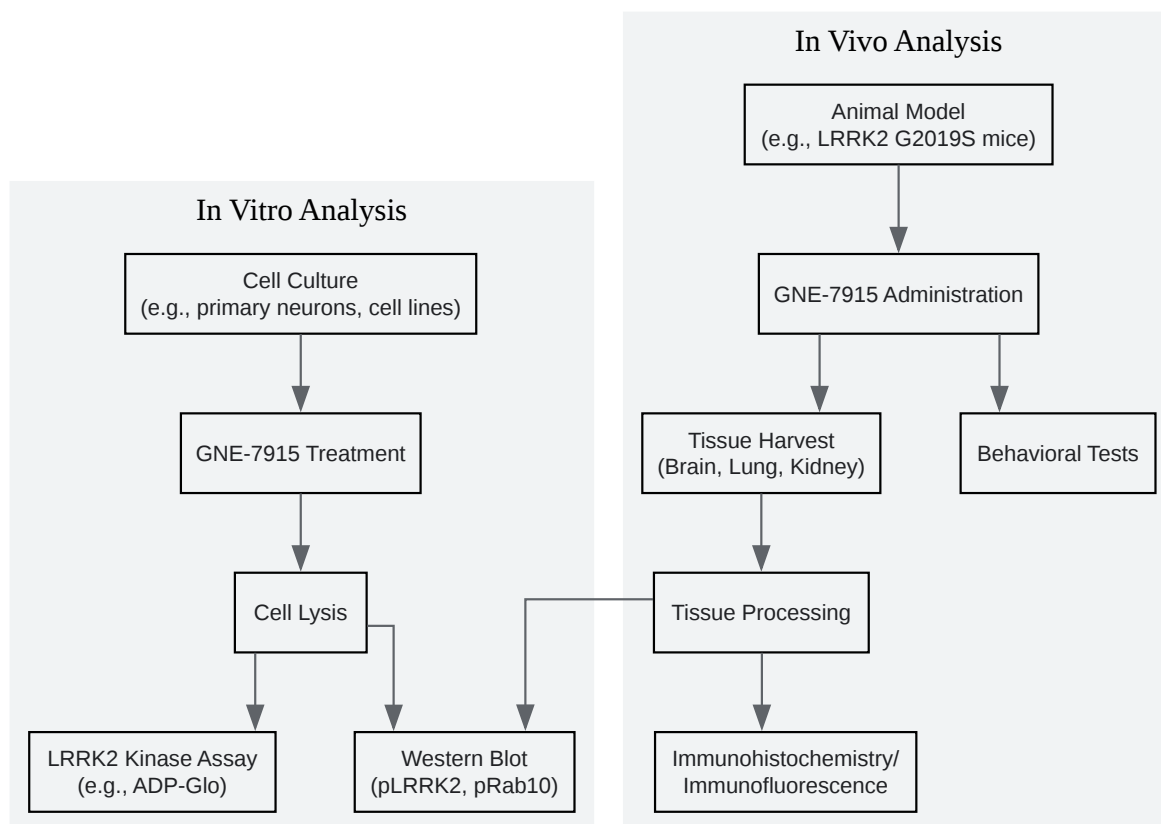 In Vitro Analysis
Cell Culture
(e.g., primary neurons, cell lines)
GNE-7915 Treatment
Cell Lysis
LRRK2 Kinase Assay
(e.g., ADP-Glo)
Western Blot
(pLRRK2, pRab10)
In Vivo Analysis
Animal Model
(e.g., LRRK2 G2019S mice)
GNE-7915 Administration
Tissue Harvest
(Brain, Lung, Kidney)
Behavioral Tests
Tissue Processing
Immunohistochemistry/
Immunofluorescence